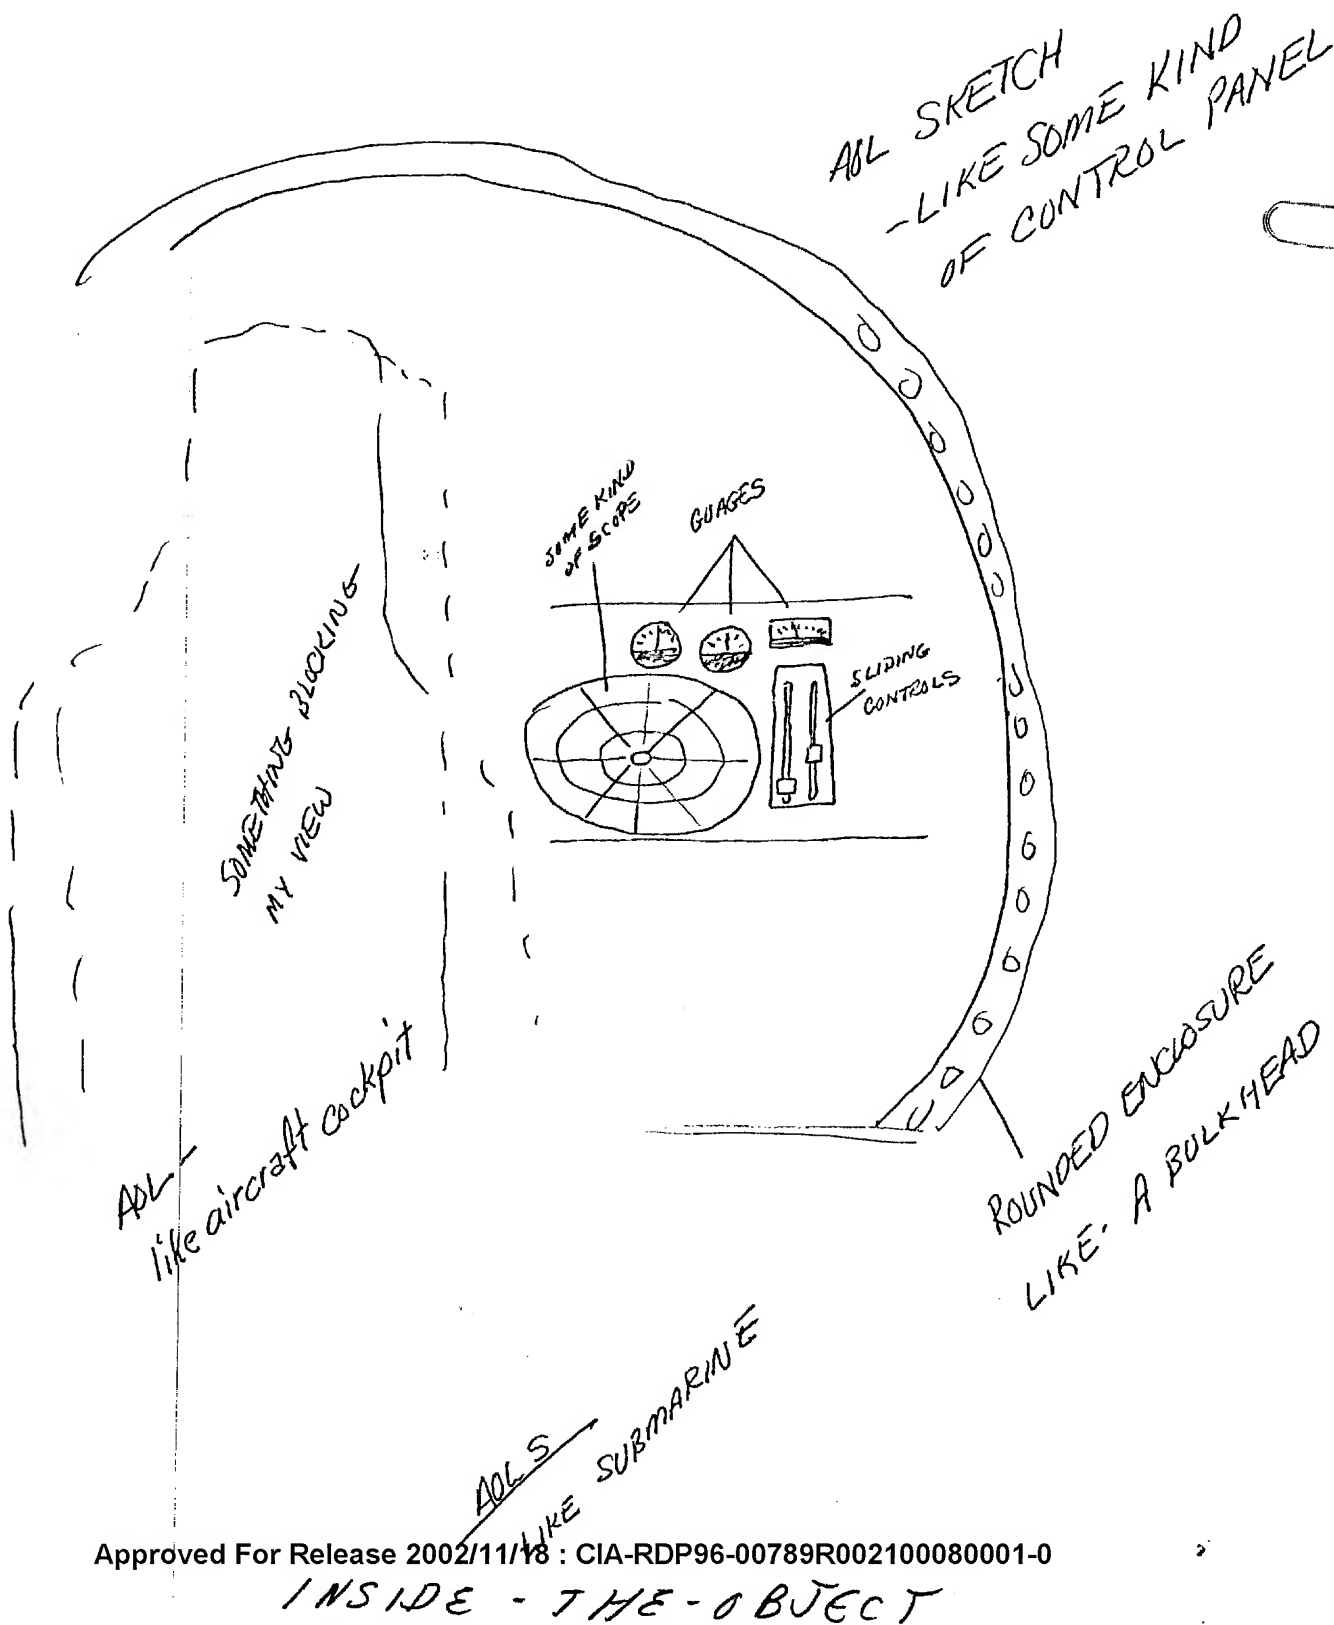 AOL SKETCH
-LIKE SOME KIND
OF CONTROL PANEL
SOME KIND
OF SCOPE
GUAGES
SLIDING
CONTROLS
SOMETHING BLOCKING
MY VIEW
AOL-
like aircraft cockpit
ROUNDED ENCLOSURE
LIKE A BULKHEAD
AOL S
LIKE SUBMARINE
Approved For Release 2002/11/18 : CIA-RDP96-00789R002100080001-0
INSIDE - THE - OBJECT